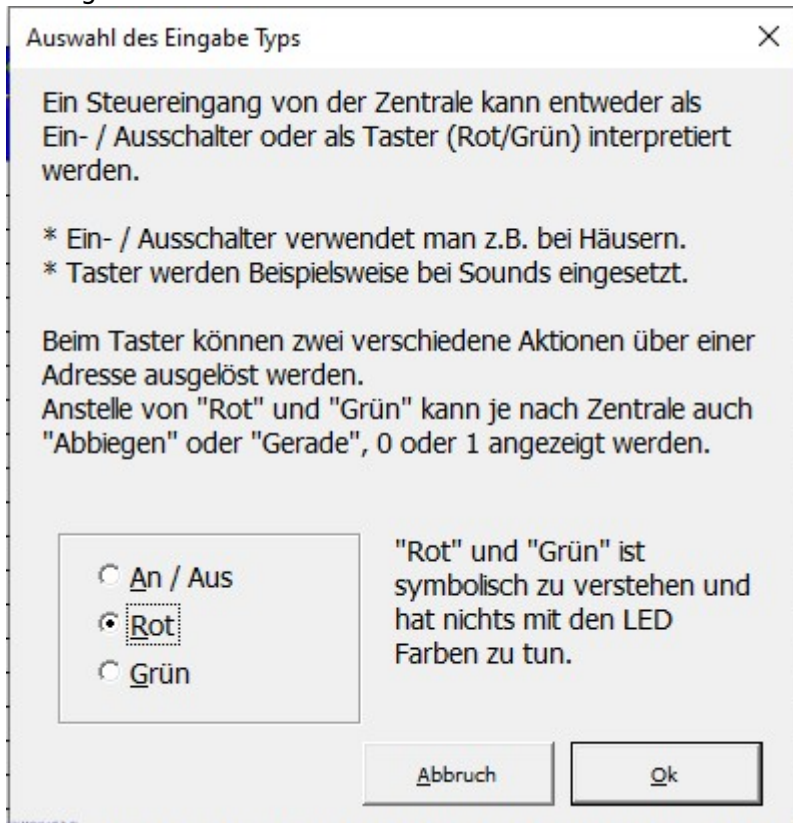 Auswahl des Eingabe Typs
Ein Steuereingang von der Zentrale kann entweder als
Ein- / Ausschalter oder als Taster (Rot/Grün) interpretiert
werden.
* Ein- / Ausschalter verwendet man z.B. bei Häusern.
* Taster werden Beispielsweise bei Sounds eingesetzt.
Beim Taster können zwei verschiedene Aktionen über einer
Adresse ausgelöst werden.
Anstelle von "Rot" und "Grün" kann je nach Zentrale auch
"Abbiegen" oder "Gerade", 0 oder 1 angezeigt werden.
An / Aus
Rot
Grün
"Rot" und "Grün" ist
symbolisch zu verstehen und
hat nichts mit den LED
Farben zu tun.
Abbruch
Ok